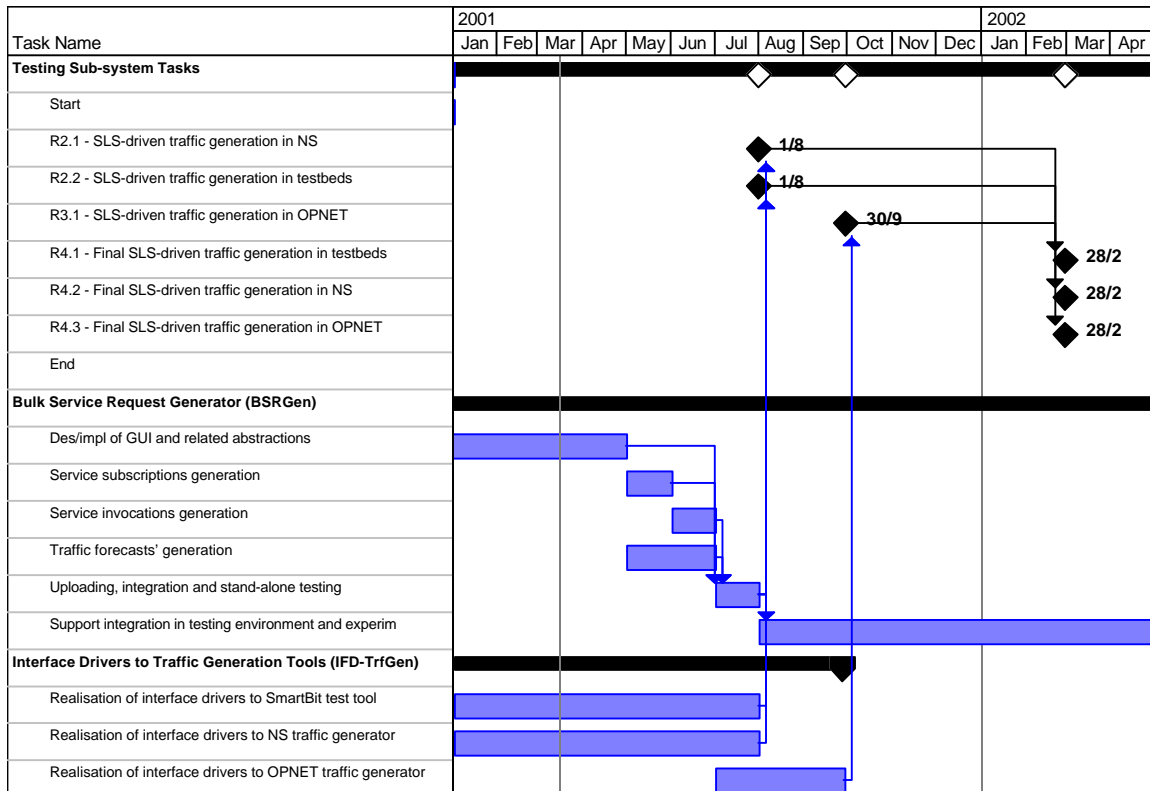 2001 2002
Task Name Jan Feb Mar Apr May Jun Jul Aug Sep Oct Nov Dec Jan Feb Mar Apr
Testing Sub-system Tasks
Start
R2.1 - SLS-driven traffic generation in NS 1/8
R2.2 - SLS-driven traffic generation in testbeds 1/8
R3.1 - SLS-driven traffic generation in OPNET 30/9
R4.1 - Final SLS-driven traffic generation in testbeds 28/2
R4.2 - Final SLS-driven traffic generation in NS 28/2
R4.3 - Final SLS-driven traffic generation in OPNET 28/2
End
Bulk Service Request Generator (BSRGen)
Des/impl of GUI and related abstractions
Service subscriptions generation
Service invocations generation
Traffic forecasts' generation
Uploading, integration and stand-alone testing
Support integration in testing environment and experim
Interface Drivers to Traffic Generation Tools (IFD-TrfGen)
Realisation of interface drivers to SmartBit test tool
Realisation of interface drivers to NS traffic generator
Realisation of interface drivers to OPNET traffic generator